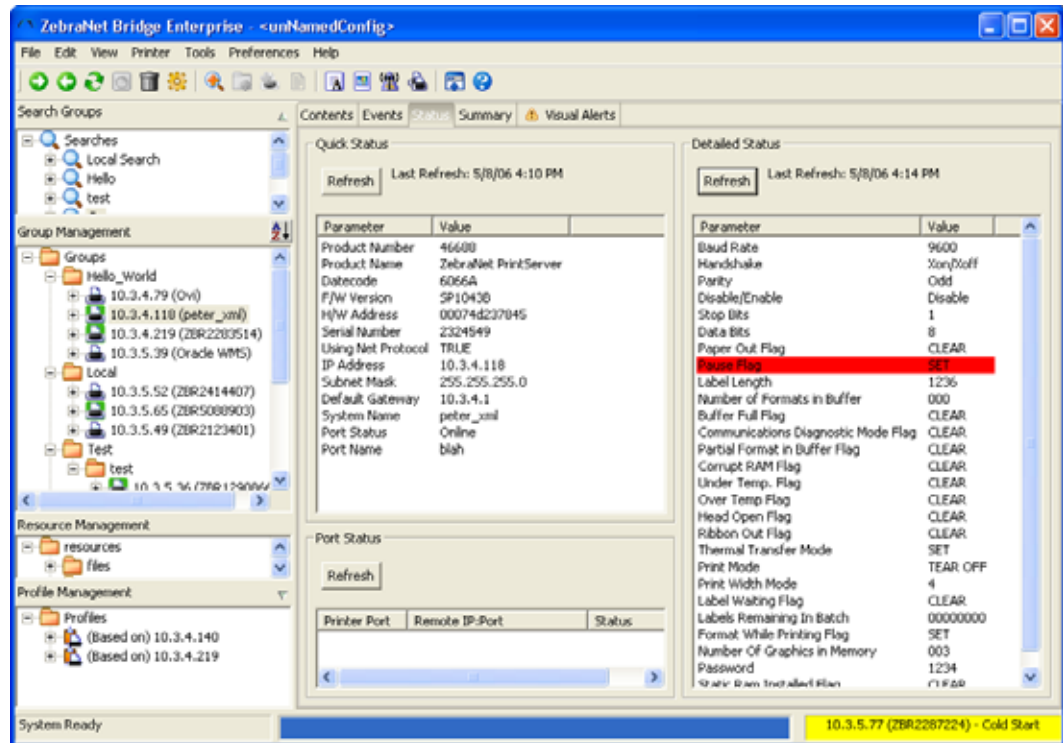 ZebraNet Bridge Enterprise - <unNamedConfig>
File Edit View Printer Tools Preferences Help
Search Groups
Searches
Local Search
Hello
test
Group Management
Groups
Hello_World
10.3.4.79 (Ovi)
10.3.4.118 (peter_xml)
10.3.4.219 (ZBR2283514)
10.3.5.39 (Oracle WMS)
Local
10.3.5.52 (ZBR2414407)
10.3.5.65 (ZBR5088903)
10.3.5.49 (ZBR2123401)
Test
test
Resource Management
resources
files
Profile Management
Profiles
(Based on) 10.3.4.140
(Based on) 10.3.4.219
Contents Events Status Summary Visual Alerts
Quick Status
Refresh Last Refresh: 5/8/06 4:10 PM
Parameter Value
Product Number 46688
Product Name ZebraNet PrintServer
Datecode 6066A
F/W Version SP1043B
H/W Address 00074d237845
Serial Number 2324549
Using Net Protocol TRUE
IP Address 10.3.4.118
Subnet Mask 255.255.255.0
Default Gateway 10.3.4.1
System Name peter_xml
Port Status Online
Port Name blah
Port Status
Refresh
Printer Port Remote IP:Port Status
Detailed Status
Refresh Last Refresh: 5/8/06 4:14 PM
Parameter Value
Baud Rate 9600
Handshake Xon/Xoff
Parity Odd
Disable/Enable Disable
Stop Bits 1
Data Bits 8
Paper Out Flag CLEAR
Pause Flag SET
Label Length 1236
Number of Formats in Buffer 000
Buffer Full Flag CLEAR
Communications Diagnostic Mode Flag CLEAR
Partial Format in Buffer Flag CLEAR
Corrupt RAM Flag CLEAR
Under Temp. Flag CLEAR
Over Temp Flag CLEAR
Head Open Flag CLEAR
Ribbon Out Flag CLEAR
Thermal Transfer Mode SET
Print Mode TEAR OFF
Print Width Mode 4
Label Waiting Flag CLEAR
Labels Remaining In Batch 00000000
Format While Printing Flag SET
Number Of Graphics in Memory 003
Password 1234
Static Ram Installed Flag CLEAR
System Ready
10.3.5.77 (ZBR2287224) - Cold Start